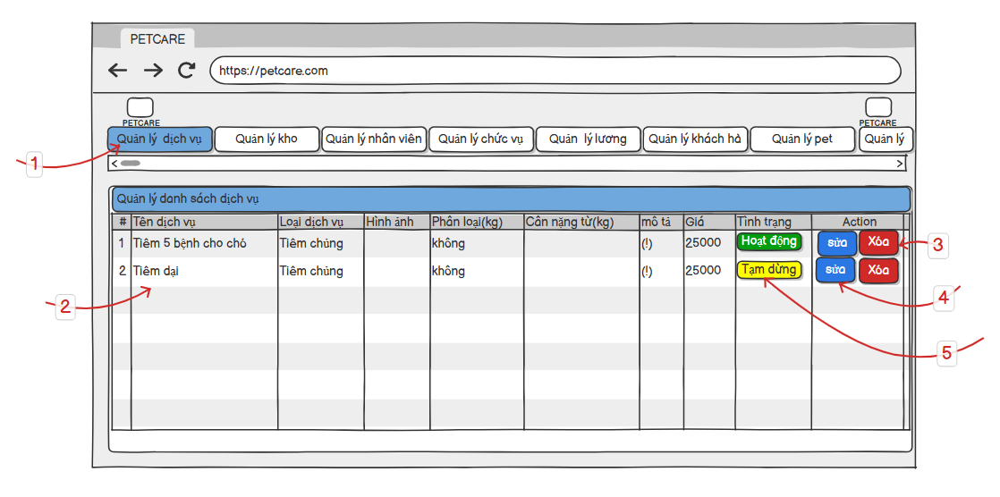 PETCARE
https://petcare.com
PETCARE PETCARE
Quản lý dịch vụ Quản lý kho Quản lý nhân viên Quản lý chức vụ Quản lý lương Quản lý khách hà Quản lý pet Quản lý
1
Quản lý danh sách dịch vụ
# Tên dịch vụ Loại dịch vụ Hình ảnh Phân loại(kg) Cân nặng từ(kg) mô tả Giá Tình trạng Action
1 Tiêm 5 bệnh cho chó Tiêm chủng không (!) 25000 Hoạt động sửa Xóa 3
2 Tiêm dại Tiêm chủng không (!) 25000 Tạm dừng sửa Xóa
2 4
5